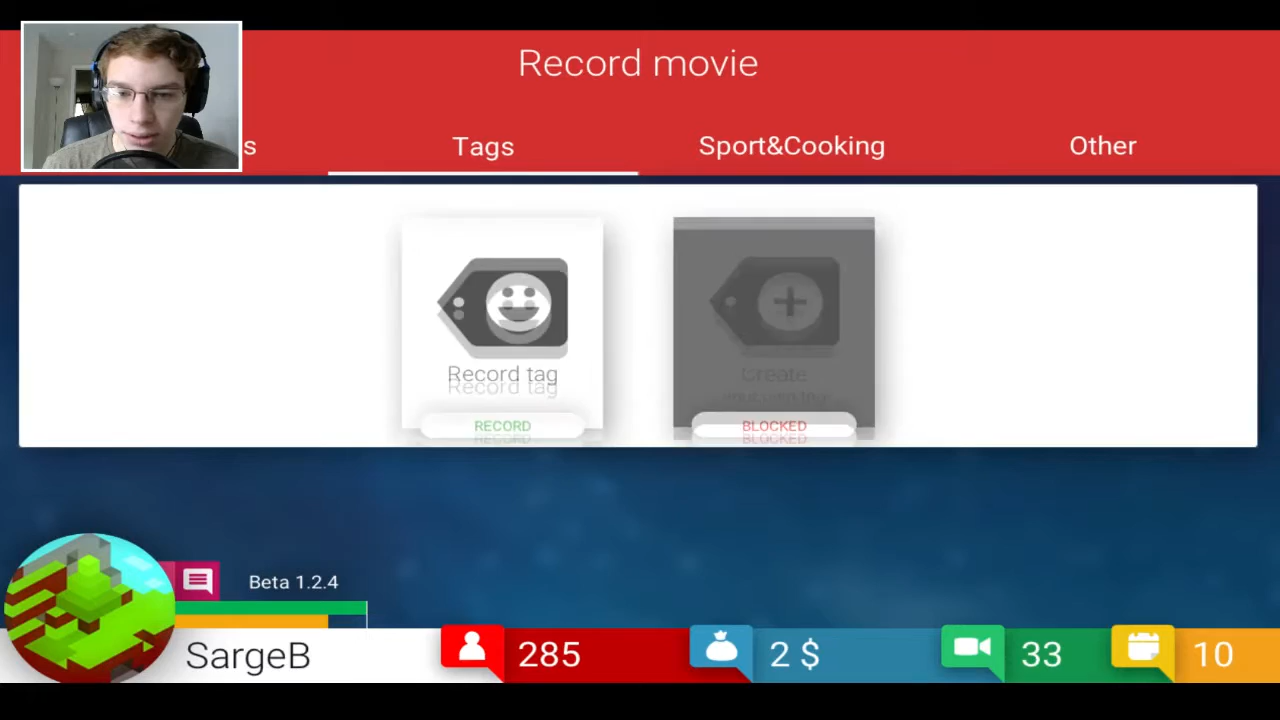 Record movie
s
Tags
Sport&Cooking
Other
Record tag
RECORD
Create
BLOCKED
Beta 1.2.4
SargeB
285
2 $
33
10